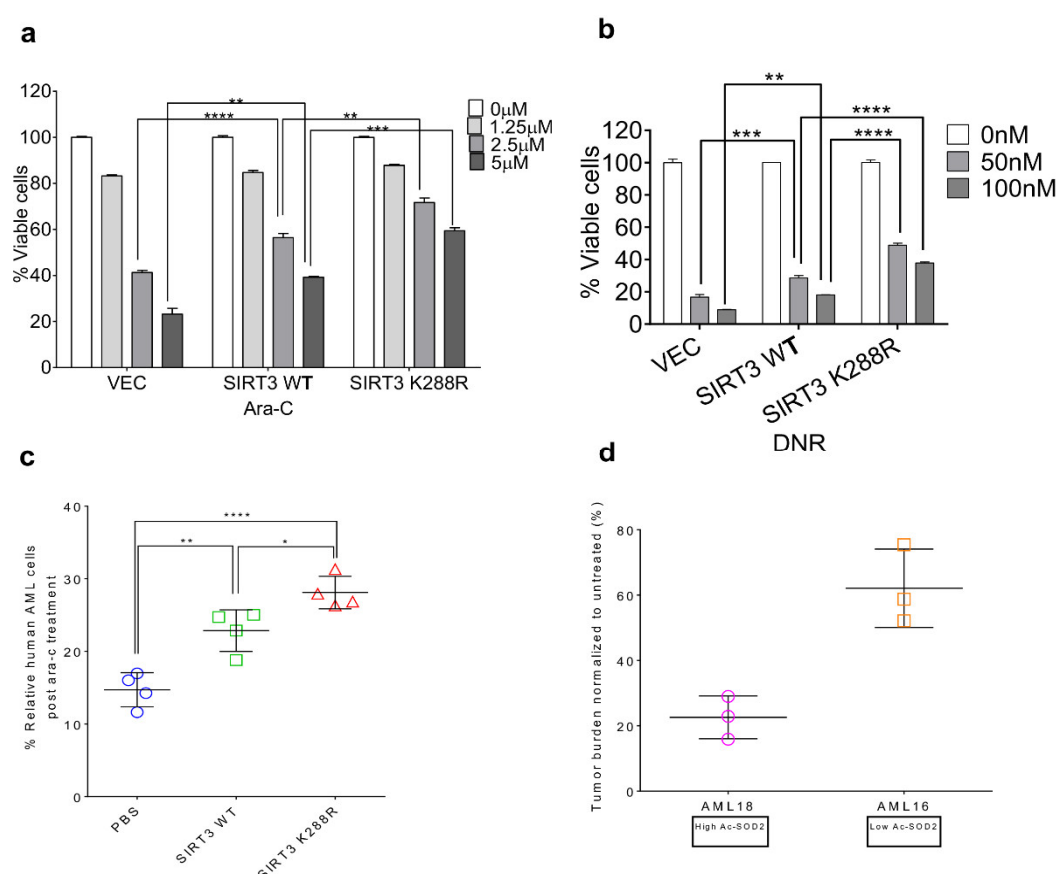 a
120
100
80
60
40
20
0
% Viable cells
**
****
**
***
0µM
1.25µM
2.5µM
5µM
VEC
SIRT3 WT
SIRT3 K288R
Ara-C
b
120
100
80
60
40
20
0
% Viable cells
**
***
****
****
0nM
50nM
100nM
VEC
SIRT3 WT
SIRT3 K288R
DNR
c
40
30
20
10
0
% Relative human AML cells
post ara-c treatment
****
**
*
PBS
SIRT3 WT
SIRT3 K288R
d
80
60
40
20
0
Tumor burden normalized to untreated (%)
AML18
AML16
High Ac-SOD2
Low Ac-SOD2